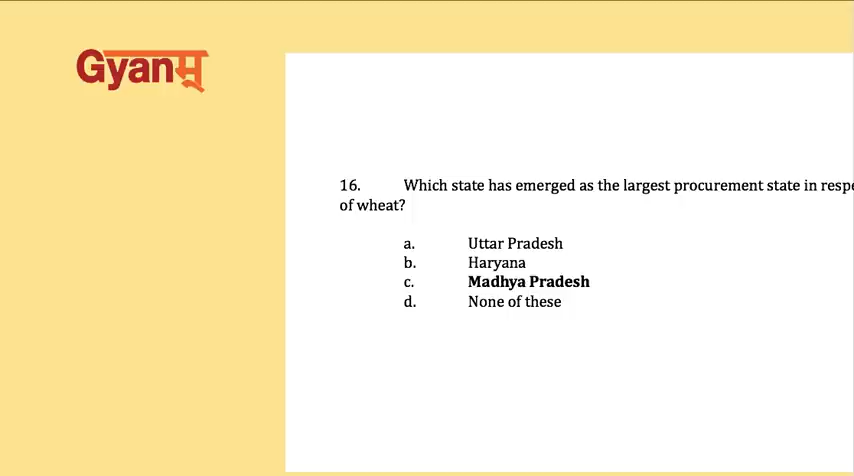 Gyanम्
16. Which state has emerged as the largest procurement state in
of wheat?
a. Uttar Pradesh
b. Haryana
c. Madhya Pradesh
d. None of these